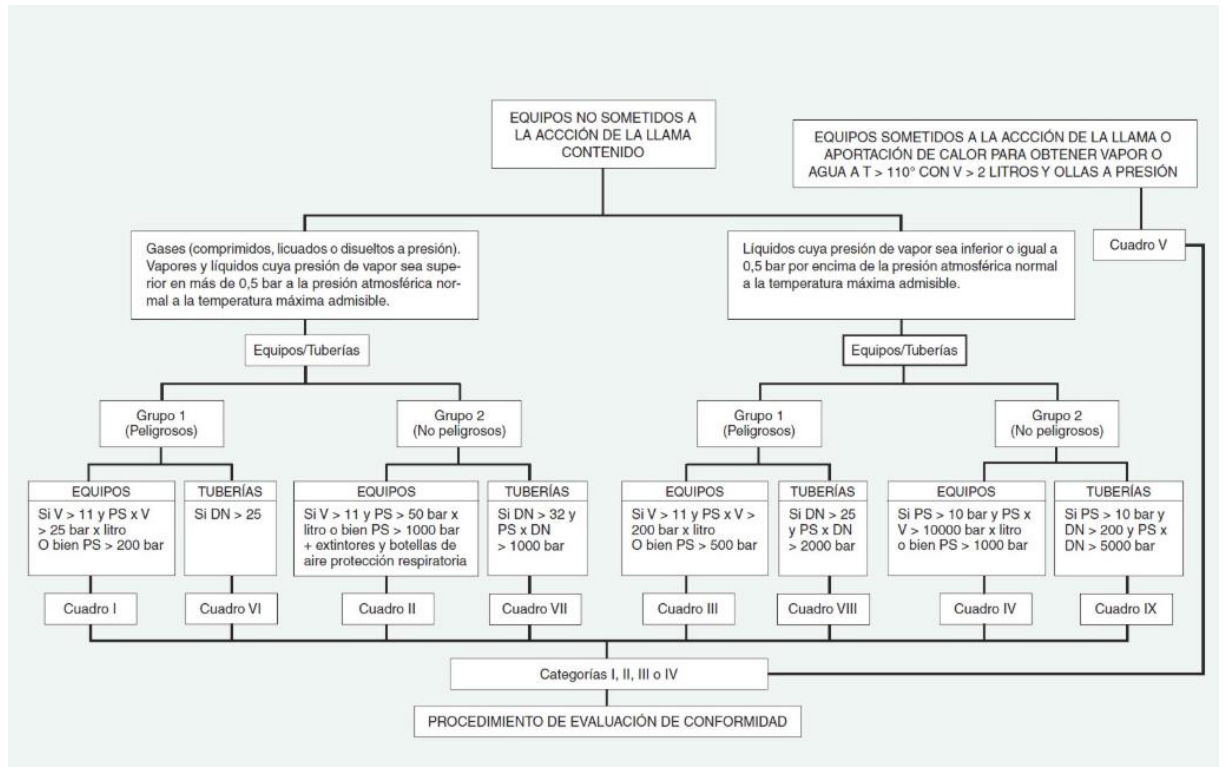 EQUIPOS NO SOMETIDOS A
LA ACCCIÓN DE LA LLAMA
CONTENIDO
EQUIPOS SOMETIDOS A LA ACCCIÓN DE LA LLAMA O
APORTACIÓN DE CALOR PARA OBTENER VAPOR O
AGUA A T > 110° CON V > 2 LITROS Y OLLAS A PRESIÓN
Gases (comprimidos, licuados o disueltos a presión).
Vapores y líquidos cuya presión de vapor sea supe-
rior en más de 0,5 bar a la presión atmosférica nor-
mal a la temperatura máxima admisible.
Líquidos cuya presión de vapor sea inferior o igual a
0,5 bar por encima de la presión atmosférica normal
a la temperatura máxima admisible.
Cuadro V
Equipos/Tuberías
Equipos/Tuberías
Grupo 1
(Peligrosos)
Grupo 2
(No peligrosos)
Grupo 1
(Peligrosos)
Grupo 2
(No peligrosos)
EQUIPOS
Si V > 11 y PS x V
> 25 bar x litro
O bien PS > 200 bar
TUBERÍAS
Si DN > 25
EQUIPOS
Si V > 11 y PS > 50 bar x
litro o bien PS > 1000 bar
+ extintores y botellas de
aire protección respiratoria
TUBERÍAS
Si DN > 32 y
PS x DN
> 1000 bar
EQUIPOS
Si V > 11 y PS x V >
200 bar x litro
O bien PS > 500 bar
TUBERÍAS
Si DN > 25
y PS x DN
> 2000 bar
EQUIPOS
Si PS > 10 bar y PS x
V > 10000 bar x litro
o bien PS > 1000 bar
TUBERÍAS
Si PS > 10 bar y
DN > 200 y PS x
DN > 5000 bar
Cuadro I
Cuadro VI
Cuadro II
Cuadro VII
Cuadro III
Cuadro VIII
Cuadro IV
Cuadro IX
Categorías I, II, III o IV
PROCEDIMIENTO DE EVALUACIÓN DE CONFORMIDAD